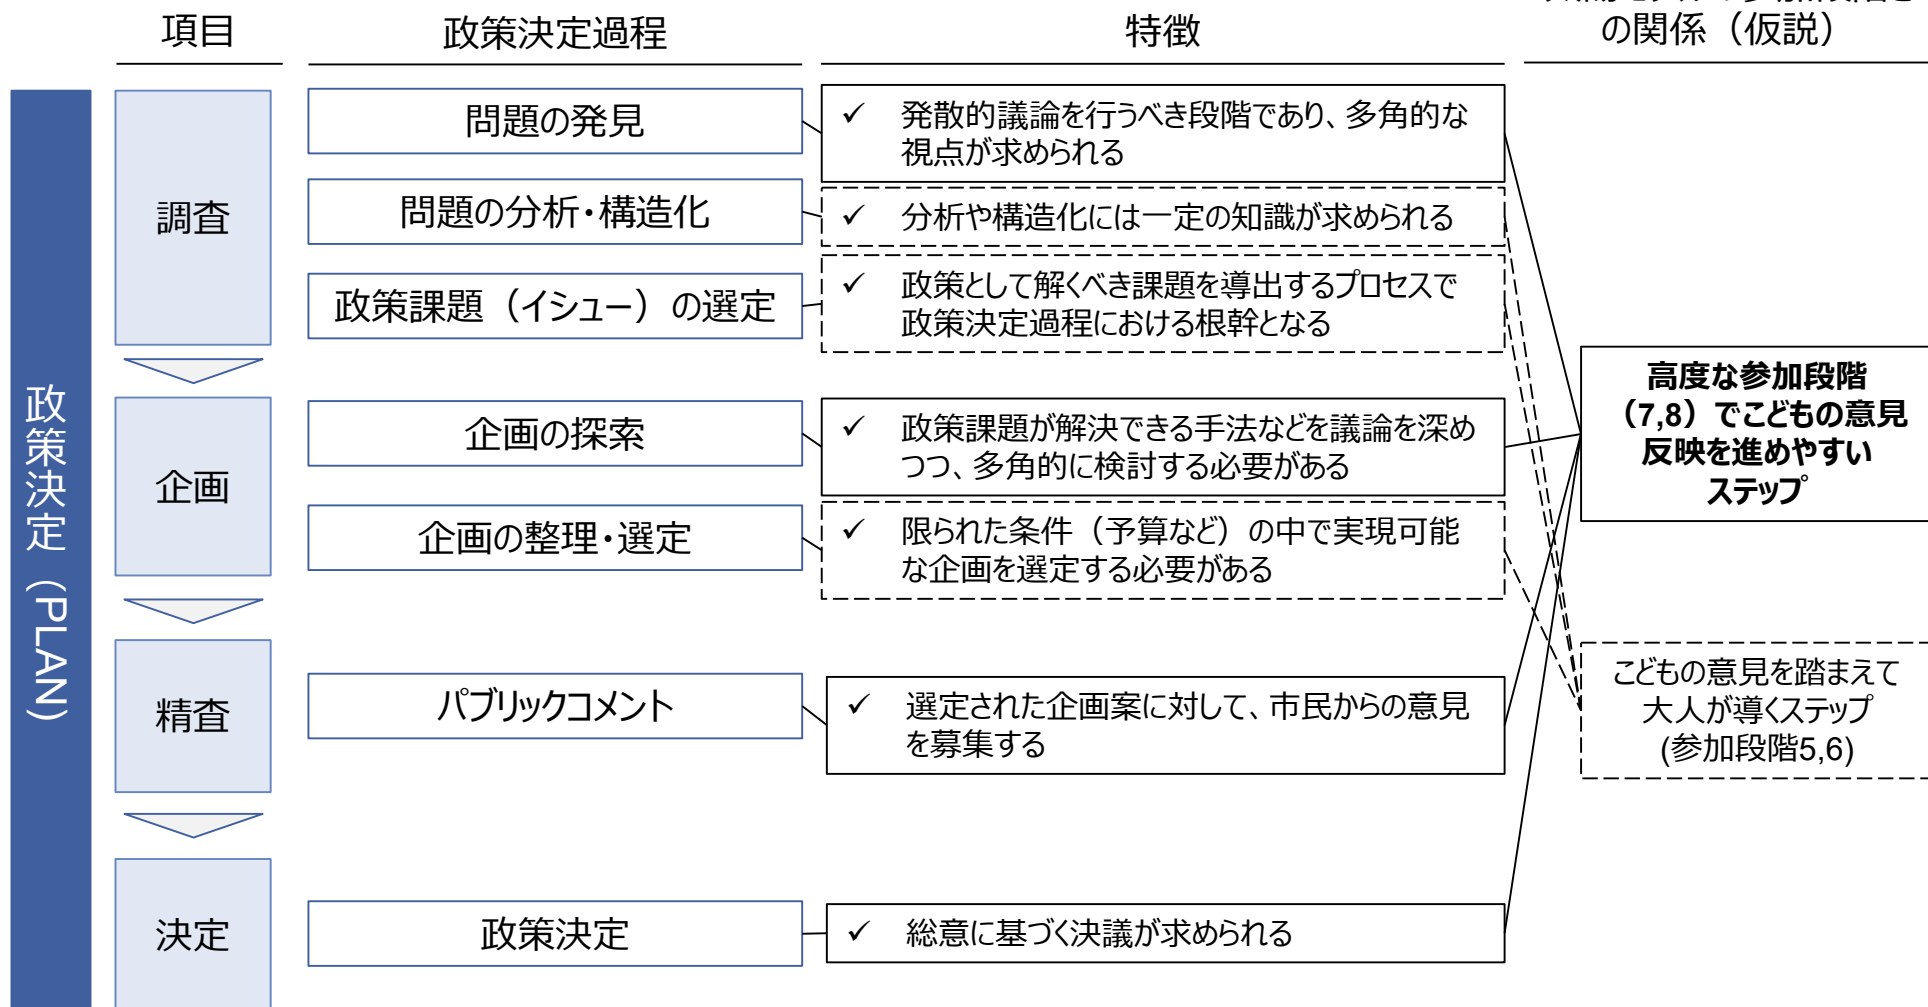 項目
政策決定過程
特徴
の関係（仮説）
政策決定（PLAN）
調査
問題の発見
✓ 発散的議論を行うべき段階であり、多角的な
視点が求められる
問題の分析・構造化
✓ 分析や構造化には一定の知識が求められる
政策課題（イシュー）の選定
✓ 政策として解くべき課題を導出するプロセスで
政策決定過程における根幹となる
企画
企画の探索
✓ 政策課題が解決できる手法などを議論を深め
つつ、多角的に検討する必要がある
企画の整理・選定
✓ 限られた条件（予算など）の中で実現可能
な企画を選定する必要がある
精査
パブリックコメント
✓ 選定された企画案に対して、市民からの意見
を募集する
決定
政策決定
✓ 総意に基づく決議が求められる
高度な参加段階
（7,8）でこどもの意見
反映を進めやすい
ステップ
こどもの意見を踏まえて
大人が導くステップ
(参加段階5,6)